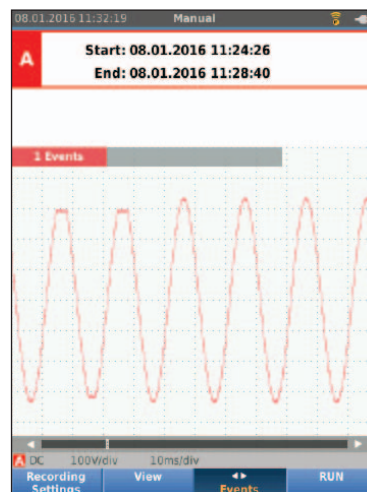 08.01.2016 11:32:19 Manual
A
Start: 08.01.2016 11:24:26
End: 08.01.2016 11:28:40
1 Events
A DC 100V/div 10ms/div
Recording Settings
View
Events
RUN